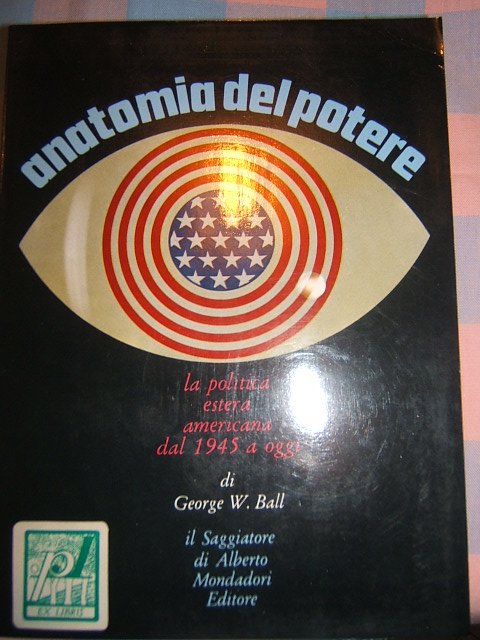 anatomia del potere
la politica
estera
americana
dal 1945 a oggi
di
George W. Ball
il Saggiatore
di Alberto
Mondadori
Editore
EX LIBRIS